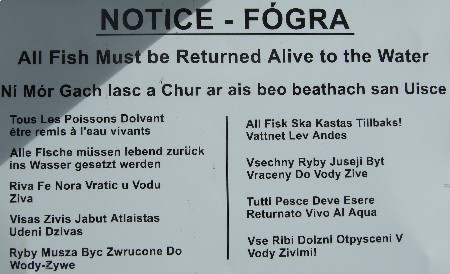 NOTICE - FÓGRA
All Fish Must be Returned Alive to the Water
Ní Mór Gach Iasc a Chur ar ais beo beathach san Uisce
Tous Les Poissons Doivent
être remis à l'eau vivants
Alle Fische müssen lebend zurück
ins Wasser gesetzt werden
Riva Fe Nora Vratic u Vodu
Ziva
Visas Zivis Jabut Atlaistas
Udeni Dzivas
Ryby Musza Byc Zwrucone Do
Wody-Zywe
All Fisk Ska Kastas Tillbaks!
Vattnet Lev Andes
Vsechny Ryby Juseji Byt
Vraceny Do Vody Zive
Tutti Pesce Deve Esere
Returnato Vivo Al Aqua
Vse Ribi Dolzni Otpysceni V
Vody Zivimi!